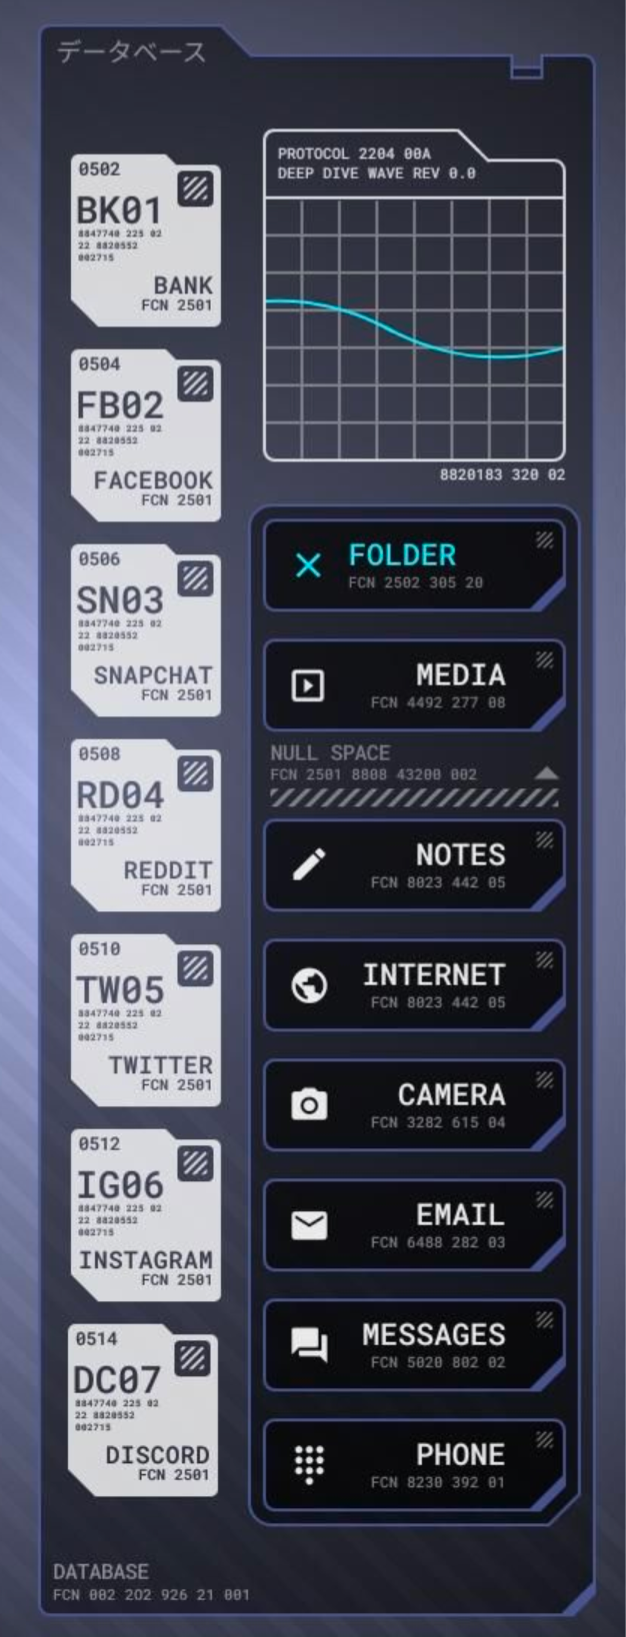 データベース
0502
BK01
8847740 225 02
22 8820552
002715
BANK
FCN 2501
0504
FB02
8847740 225 02
22 8820552
002715
FACEBOOK
FCN 2501
0506
SN03
8847740 225 02
22 8820552
002715
SNAPCHAT
FCN 2501
0508
RD04
8847740 225 02
22 8820552
002715
REDDIT
FCN 2501
0510
TW05
8847740 225 02
22 8820552
002715
TWITTER
FCN 2501
0512
IG06
8847740 225 02
22 8820552
002715
INSTAGRAM
FCN 2501
0514
DC07
8847740 225 02
22 8820552
002715
DISCORD
FCN 2501
PROTOCOL 2204 00A
DEEP DIVE WAVE REV 0.0
8820183 320 02
FOLDER
FCN 2502 305 20
MEDIA
FCN 4492 277 08
NULL SPACE
FCN 2501 8808 43200 002
NOTES
FCN 8023 442 05
INTERNET
FCN 8023 442 05
CAMERA
FCN 3282 615 04
EMAIL
FCN 6488 282 03
MESSAGES
FCN 5020 802 02
PHONE
FCN 8230 392 01
DATABASE
FCN 002 202 926 21 001